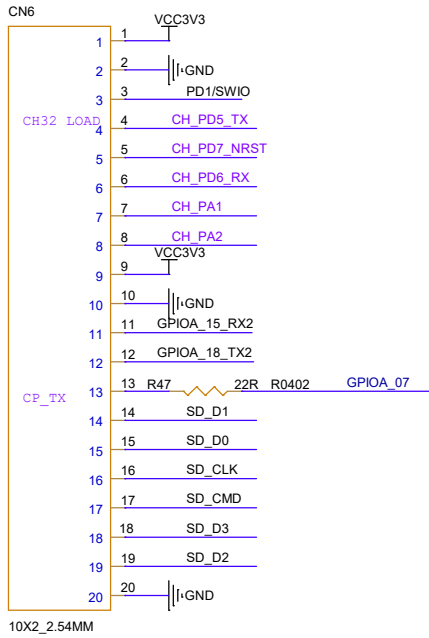 CN6
VCC3V3
1 1
2 2 GND
3 3 PD1/SWIO
CH32 LOAD
4 4 CH_PD5_TX
5 5 CH_PD7_NRST
6 6 CH_PD6_RX
7 7 CH_PA1
8 8 CH_PA2
VCC3V3
9 9
10 10 GND
11 11 GPIOA_15_RX2
12 12 GPIOA_18_TX2
CP_TX
13 13 R47 22R R0402 GPIOA_07
14 14 SD_D1
15 15 SD_D0
16 16 SD_CLK
17 17 SD_CMD
18 18 SD_D3
19 19 SD_D2
20 20 GND
10X2_2.54MM